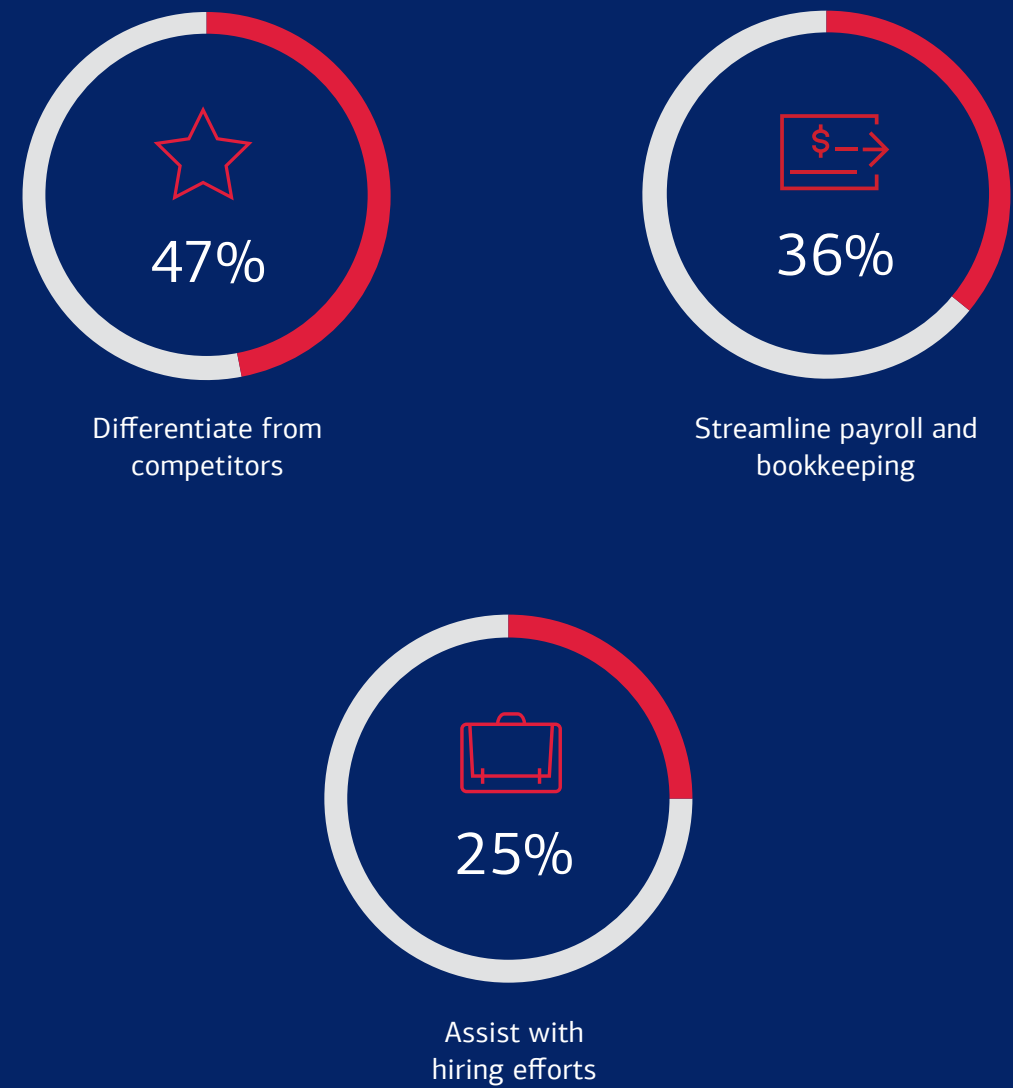 47%
Differentiate from
competitors
$
36%
Streamline payroll and
bookkeeping
25%
Assist with
hiring efforts